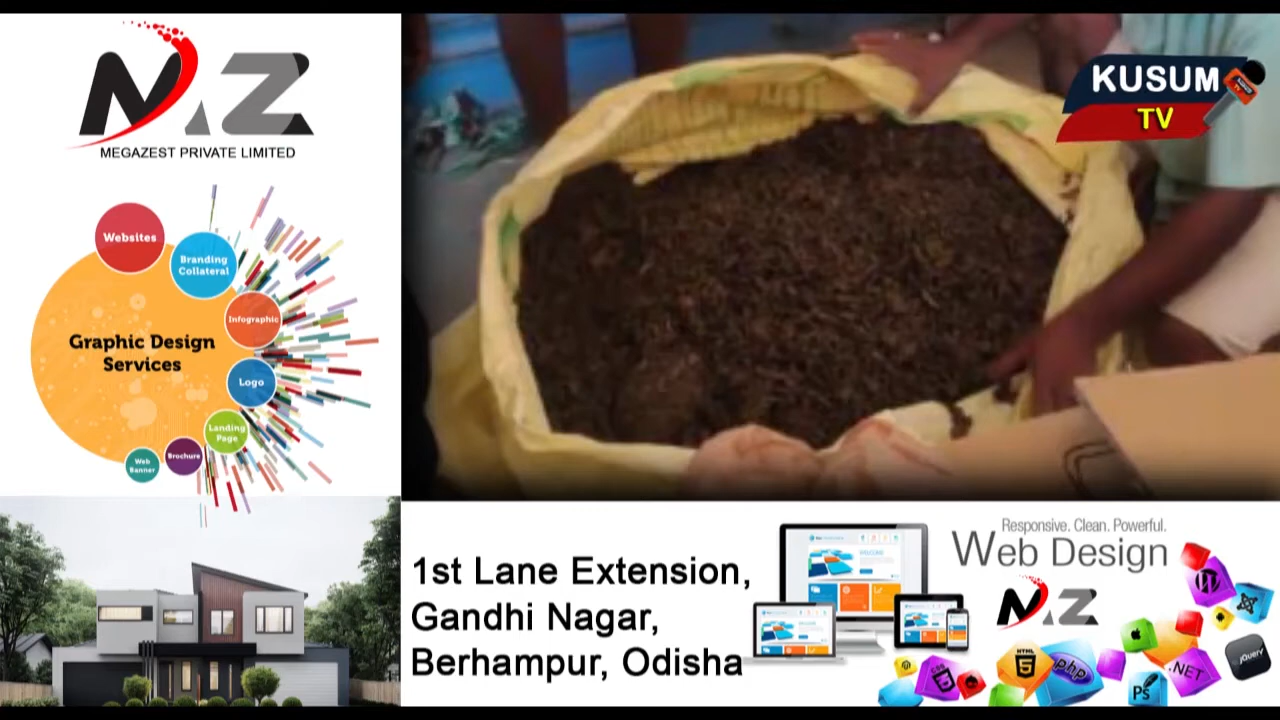 MZ
MEGAZEST PRIVATE LIMITED
Websites
Branding
Collateral
Infographic
Graphic Design
Services
Logo
Landing
Page
Brochure
Web
Banner
KUSUM
TV
1st Lane Extension,
Gandhi Nagar,
Berhampur, Odisha
Responsive. Clean. Powerful.
Web Design
MZ
HTML
5
php
.NET
Ps
jQuery